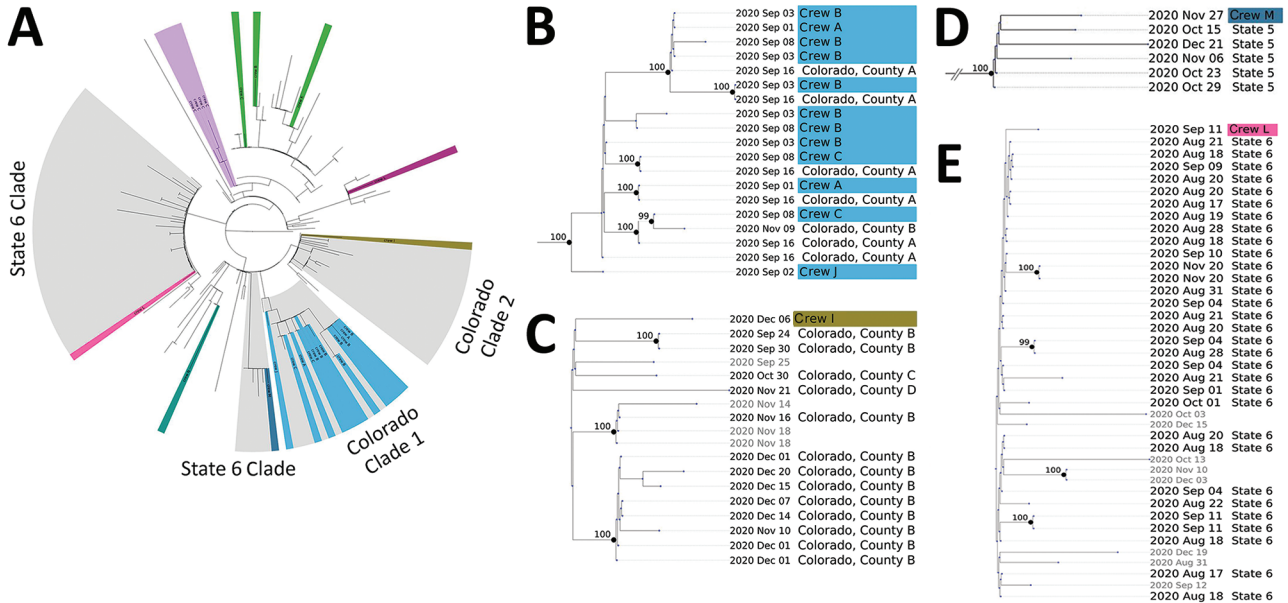 A
State 6 Clade
Colorado
Clade 2
Colorado
Clade 1
State 6 Clade
B
2020 Sep 03 Crew B
2020 Sep 01 Crew A
2020 Sep 08 Crew B
2020 Sep 03 Crew B
100
2020 Sep 16 Colorado, County A
2020 Sep 03 Crew B
100
2020 Sep 16 Colorado, County A
2020 Sep 03 Crew B
2020 Sep 08 Crew B
2020 Sep 03 Crew B
2020 Sep 08 Crew C
100
2020 Sep 16 Colorado, County A
2020 Sep 01 Crew A
100
2020 Sep 16 Colorado, County A
2020 Sep 08 Crew C
99
2020 Nov 09 Colorado, County B
100
2020 Sep 16 Colorado, County A
100
2020 Sep 16 Colorado, County A
2020 Sep 02 Crew J
C
2020 Dec 06 Crew I
2020 Sep 24 Colorado, County B
100
2020 Sep 30 Colorado, County B
2020 Sep 25
2020 Oct 30 Colorado, County C
2020 Nov 21 Colorado, County D
2020 Nov 14
2020 Nov 16 Colorado, County B
100
2020 Nov 18
2020 Nov 18
2020 Dec 01 Colorado, County B
2020 Dec 20 Colorado, County B
2020 Dec 15 Colorado, County B
2020 Dec 07 Colorado, County B
2020 Dec 14 Colorado, County B
2020 Nov 10 Colorado, County B
100
2020 Dec 01 Colorado, County B
2020 Dec 01 Colorado, County B
D
2020 Nov 27 Crew M
2020 Oct 15 State 5
2020 Dec 21 State 5
2020 Nov 06 State 5
100
2020 Oct 23 State 5
2020 Oct 29 State 5
E
2020 Sep 11 Crew L
2020 Aug 21 State 6
2020 Aug 18 State 6
2020 Sep 09 State 6
2020 Aug 20 State 6
2020 Aug 20 State 6
2020 Aug 17 State 6
2020 Aug 19 State 6
2020 Aug 28 State 6
2020 Aug 18 State 6
2020 Sep 10 State 6
2020 Nov 20 State 6
100
2020 Nov 20 State 6
2020 Aug 31 State 6
2020 Sep 04 State 6
2020 Aug 21 State 6
2020 Aug 20 State 6
2020 Sep 04 State 6
99
2020 Aug 28 State 6
2020 Sep 04 State 6
2020 Aug 21 State 6
2020 Sep 01 State 6
2020 Oct 01 State 6
2020 Oct 03
2020 Dec 15
2020 Aug 20 State 6
2020 Aug 18 State 6
2020 Oct 13
2020 Nov 10
100
2020 Dec 03
2020 Sep 04 State 6
2020 Aug 22 State 6
2020 Sep 11 State 6
100
2020 Sep 11 State 6
2020 Aug 18 State 6
2020 Dec 19
2020 Aug 31
2020 Aug 17 State 6
2020 Sep 12
2020 Aug 18 State 6